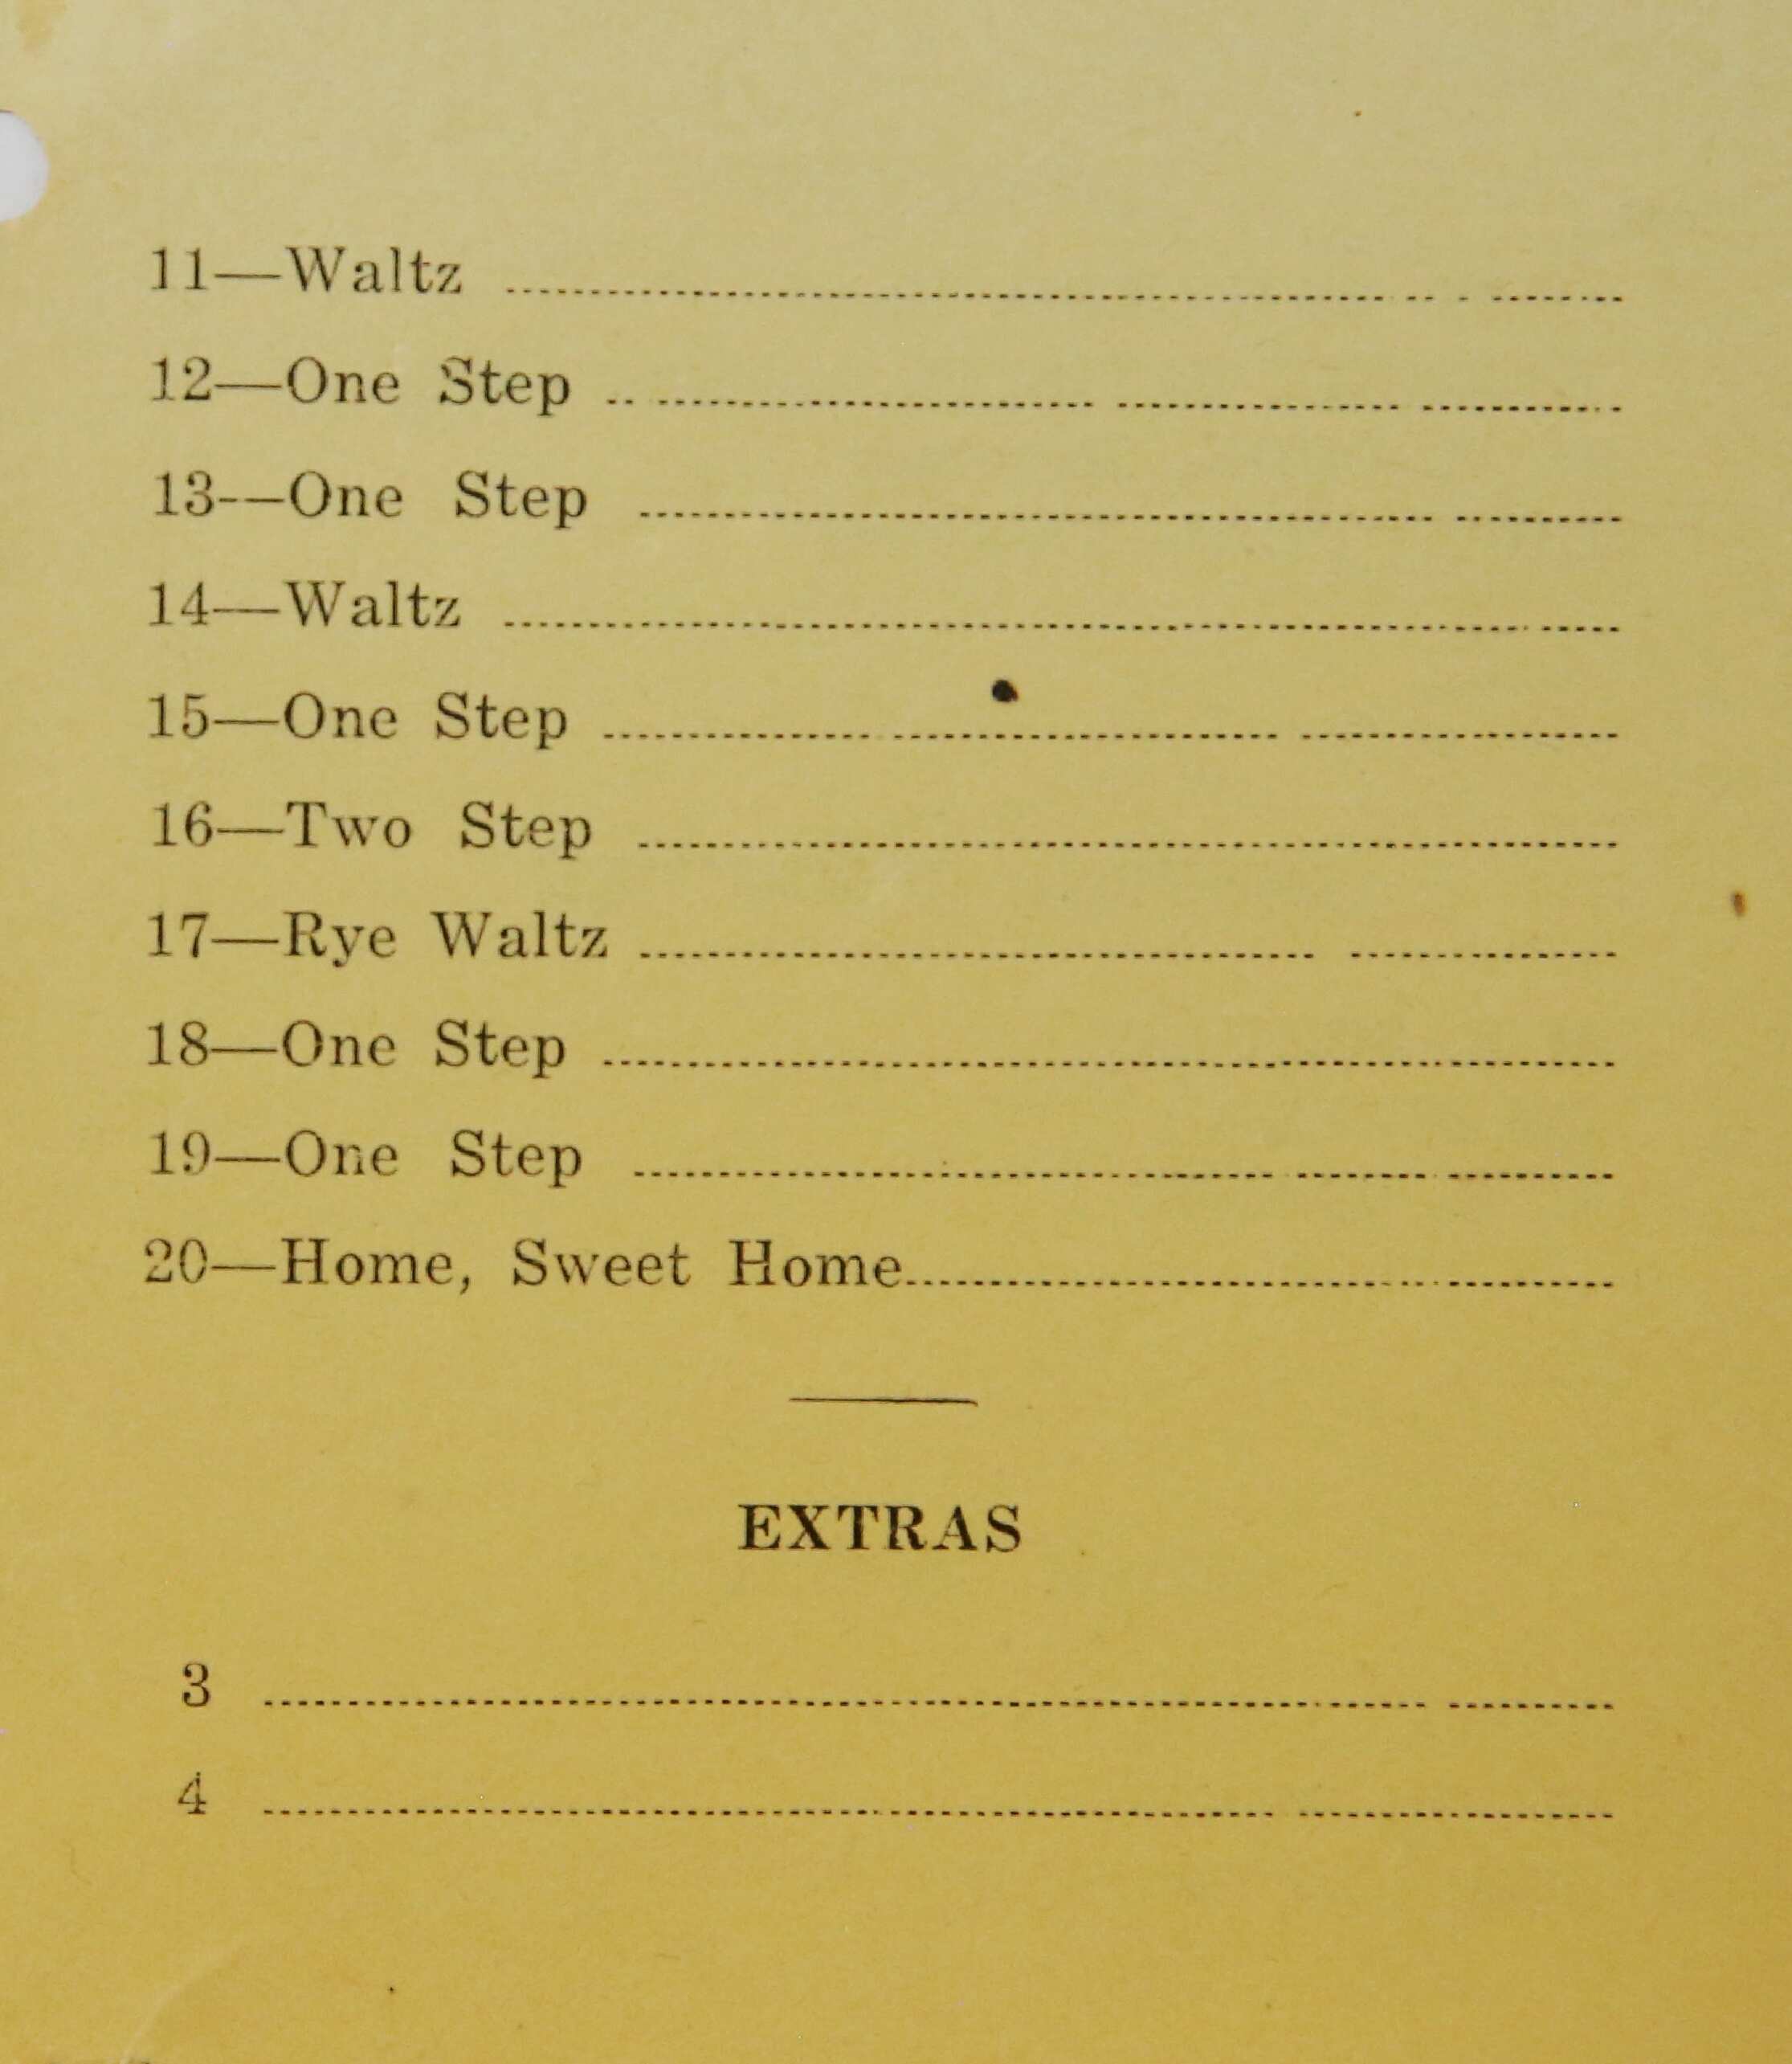 11—Waltz ..........
12—One Step ..........
13—One Step ..........
14—Waltz ..........
15—One Step ..........
16—Two Step ..........
17—Rye Waltz ..........
18—One Step ..........
19—One Step ..........
20—Home, Sweet Home..........
EXTRAS
3 ..........
4 ..........